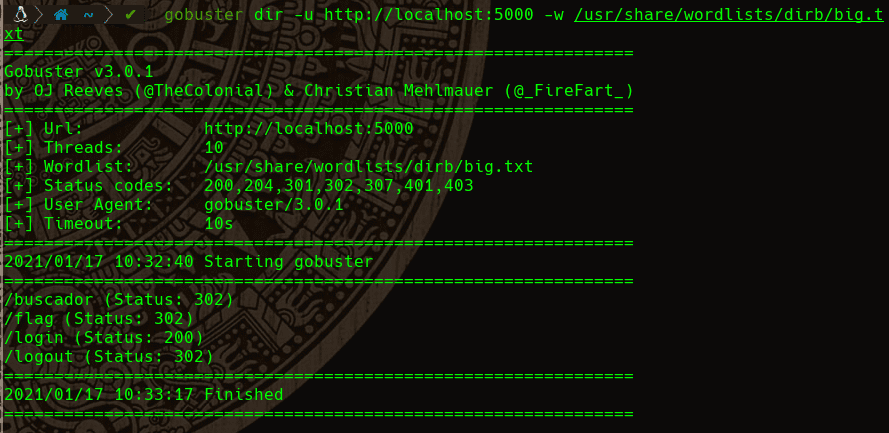 ~ ✔ gobuster dir -u http://localhost:5000 -w /usr/share/wordlists/dirb/big.t
xt
===============================================================
Gobuster v3.0.1
by OJ Reeves (@TheColonial) & Christian Mehlmauer (@_FireFart_)
===============================================================
[+] Url:            http://localhost:5000
[+] Threads:        10
[+] Wordlist:       /usr/share/wordlists/dirb/big.txt
[+] Status codes:   200,204,301,302,307,401,403
[+] User Agent:     gobuster/3.0.1
[+] Timeout:        10s
===============================================================
2021/01/17 10:32:40 Starting gobuster
===============================================================
/buscador (Status: 302)
/flag (Status: 302)
/login (Status: 200)
/logout (Status: 302)
===============================================================
2021/01/17 10:33:17 Finished
===============================================================